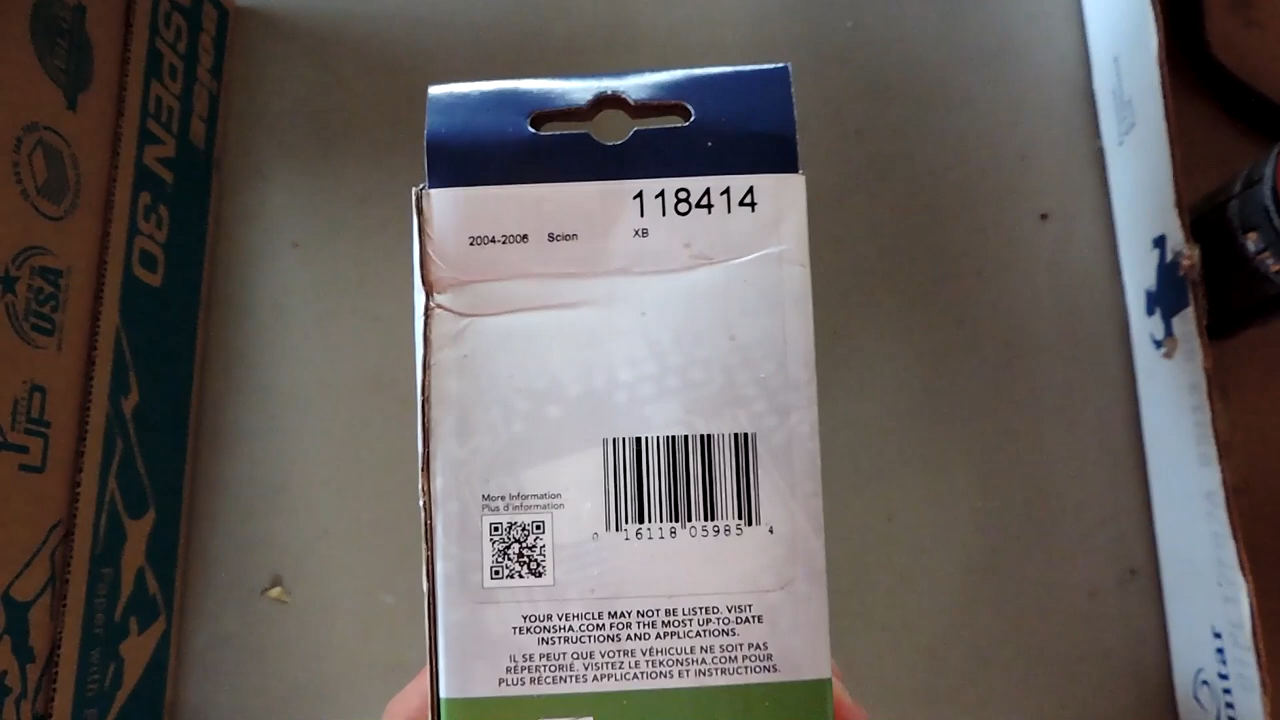 118414
2004-2006 Scion XB
More Information
Plus d'information
0 16118 05985 4
YOUR VEHICLE MAY NOT BE LISTED. VISIT
TEKONSHA.COM FOR THE MOST UP-TO-DATE
INSTRUCTIONS AND APPLICATIONS.
IL SE PEUT QUE VOTRE VÉHICULE NE SOIT PAS
RÉPERTORIÉ. VISITEZ LE TEKONSHA.COM POUR
PLUS RÉCENTES APPLICATIONS ET INSTRUCTIONS.
SPEN 30
USA
UP